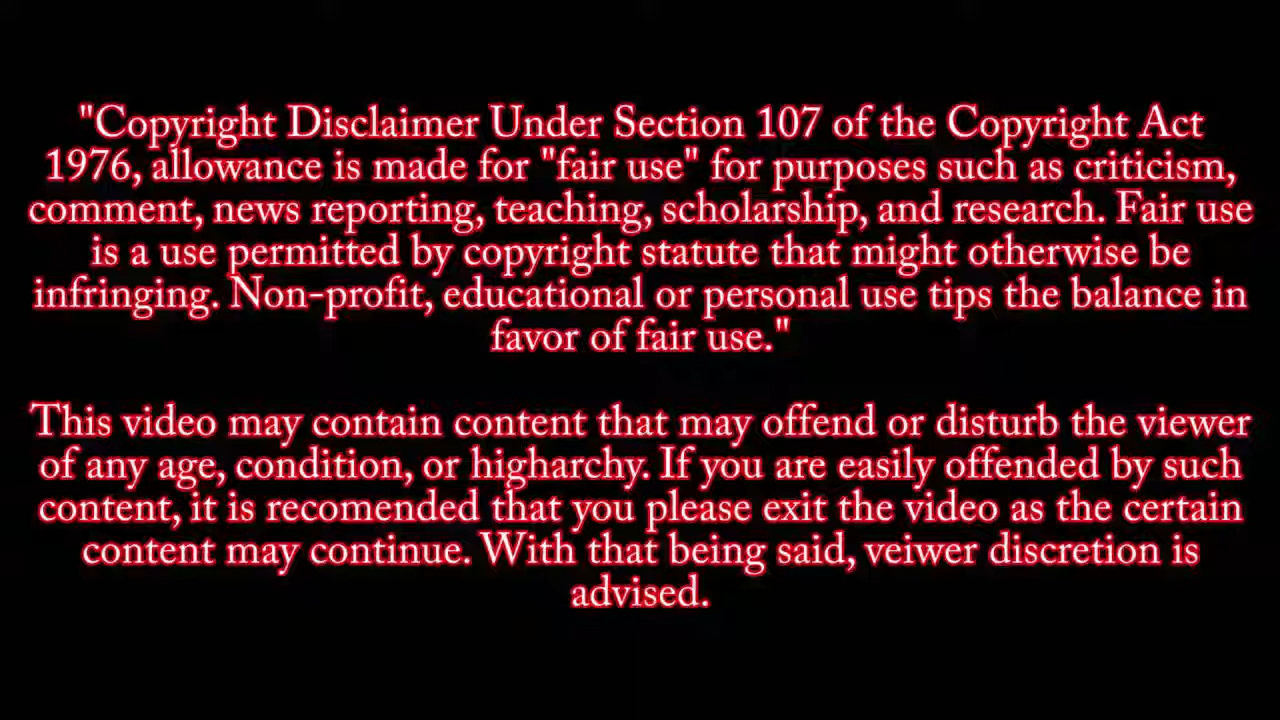 "Copyright Disclaimer Under Section 107 of the Copyright Act
1976, allowance is made for "fair use" for purposes such as criticism,
comment, news reporting, teaching, scholarship, and research. Fair use
is a use permitted by copyright statute that might otherwise be
infringing. Non-profit, educational or personal use tips the balance in
favor of fair use."
This video may contain content that may offend or disturb the viewer
of any age, condition, or higharchy. If you are easily offended by such
content, it is recomended that you please exit the video as the certain
content may continue. With that being said, veiwer discretion is
advised.